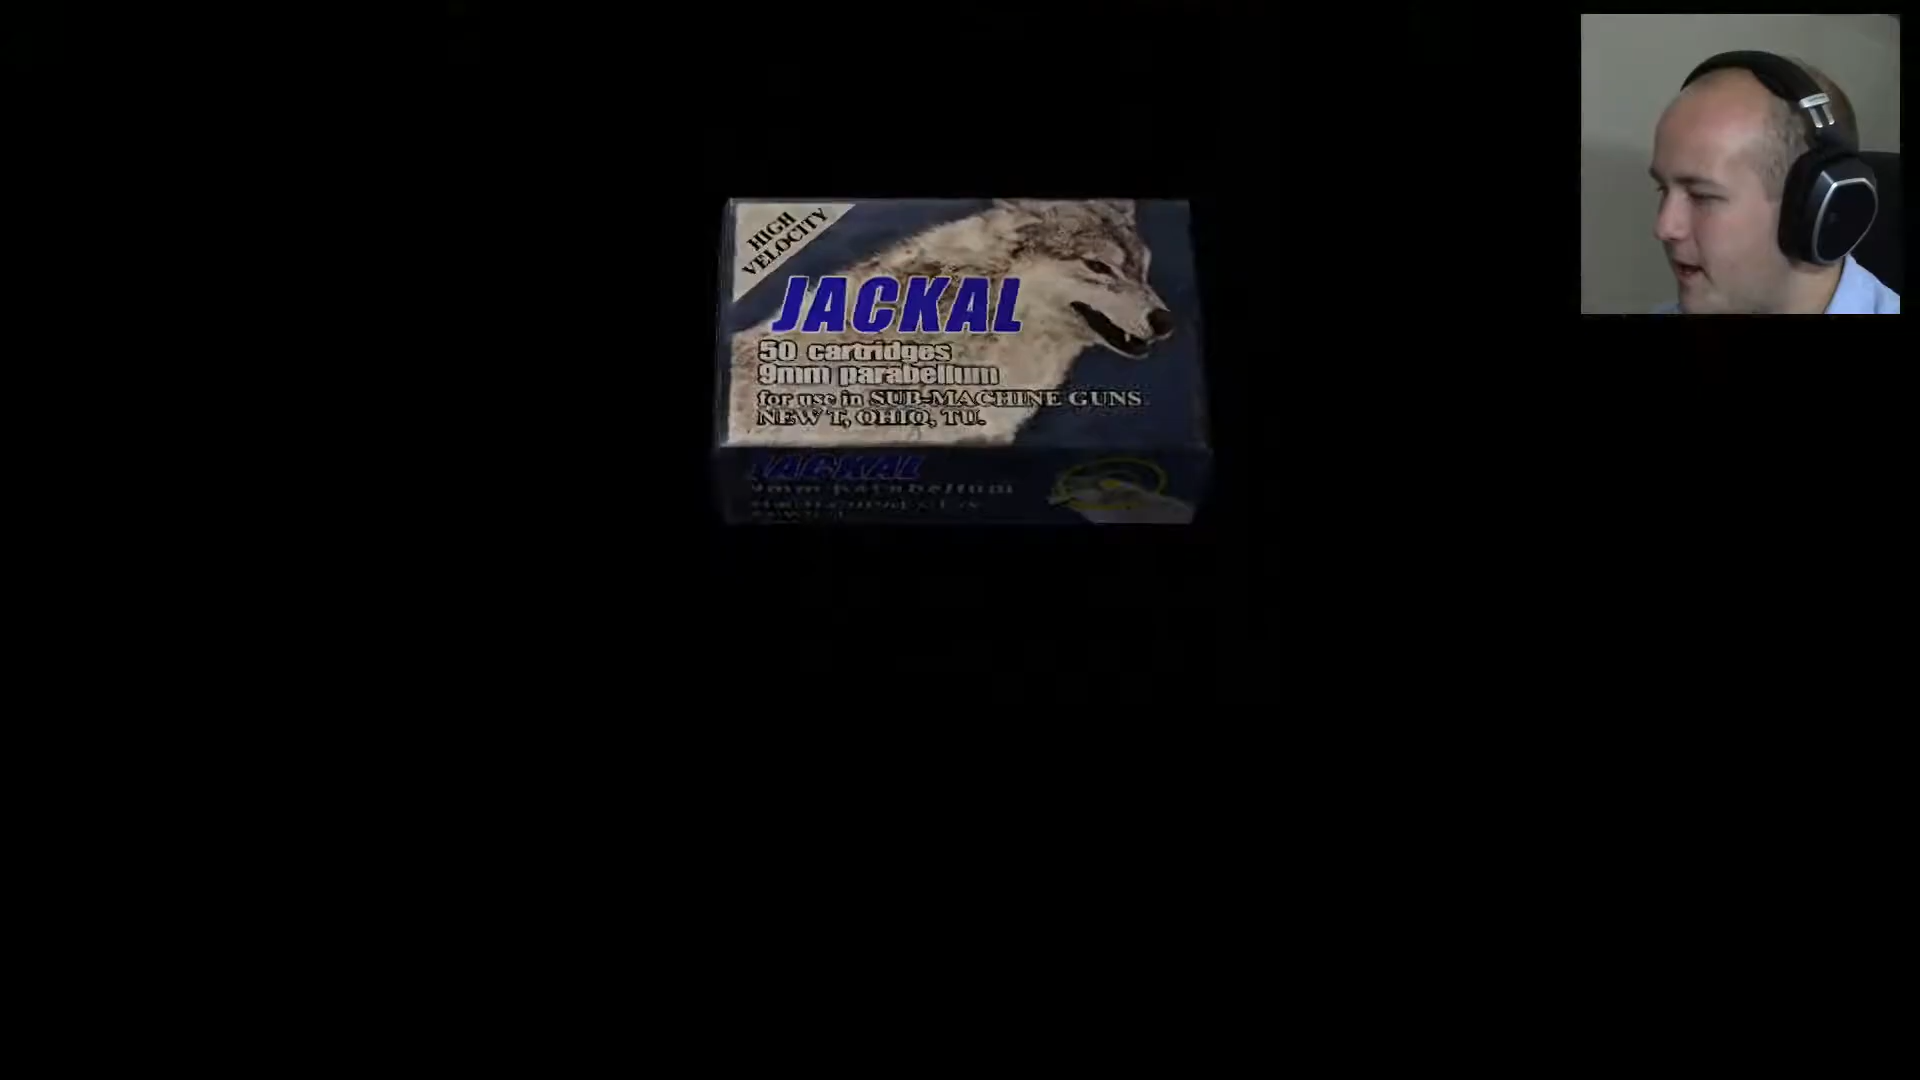 HIGH
VELOCITY
JACKAL
50 cartridges
9mm parabellum
for use in SUB-MACHINE GUNS
NEW T, OHIO, TU.
JACKAL
9mm parabellum